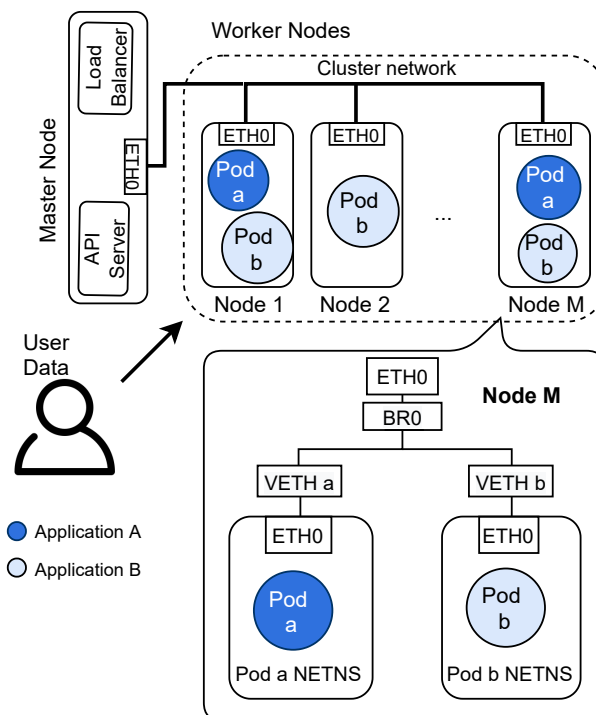 Worker Nodes
Cluster network
Master Node
Load
Balancer
ETH0
API
Server
ETH0
Pod
a
Pod
b
Node 1
ETH0
Pod
b
Node 2
...
ETH0
Pod
a
Pod
b
Node M
User
Data
Application A
Application B
Node M
ETH0
BR0
VETH a
VETH b
ETH0
Pod
a
Pod a NETNS
ETH0
Pod
b
Pod b NETNS